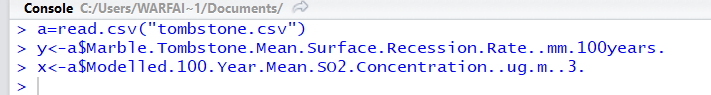 Console C:/Users/WARFAI~1/Documents/
> a=read.csv("tombstone.csv")
> y<-a$Marble.Tombstone.Mean.Surface.Recession.Rate..mm.100years.
> x<-a$Modelled.100.Year.Mean.SO2.Concentration..ug.m..3.
>